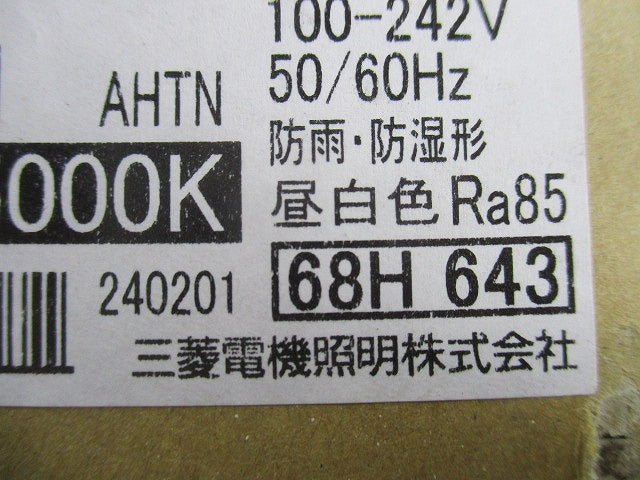 100-242V
AHTN 50/60Hz
防雨・防湿形
000K
昼白色 Ra85
240201 68H 643
三菱電機照明株式会社